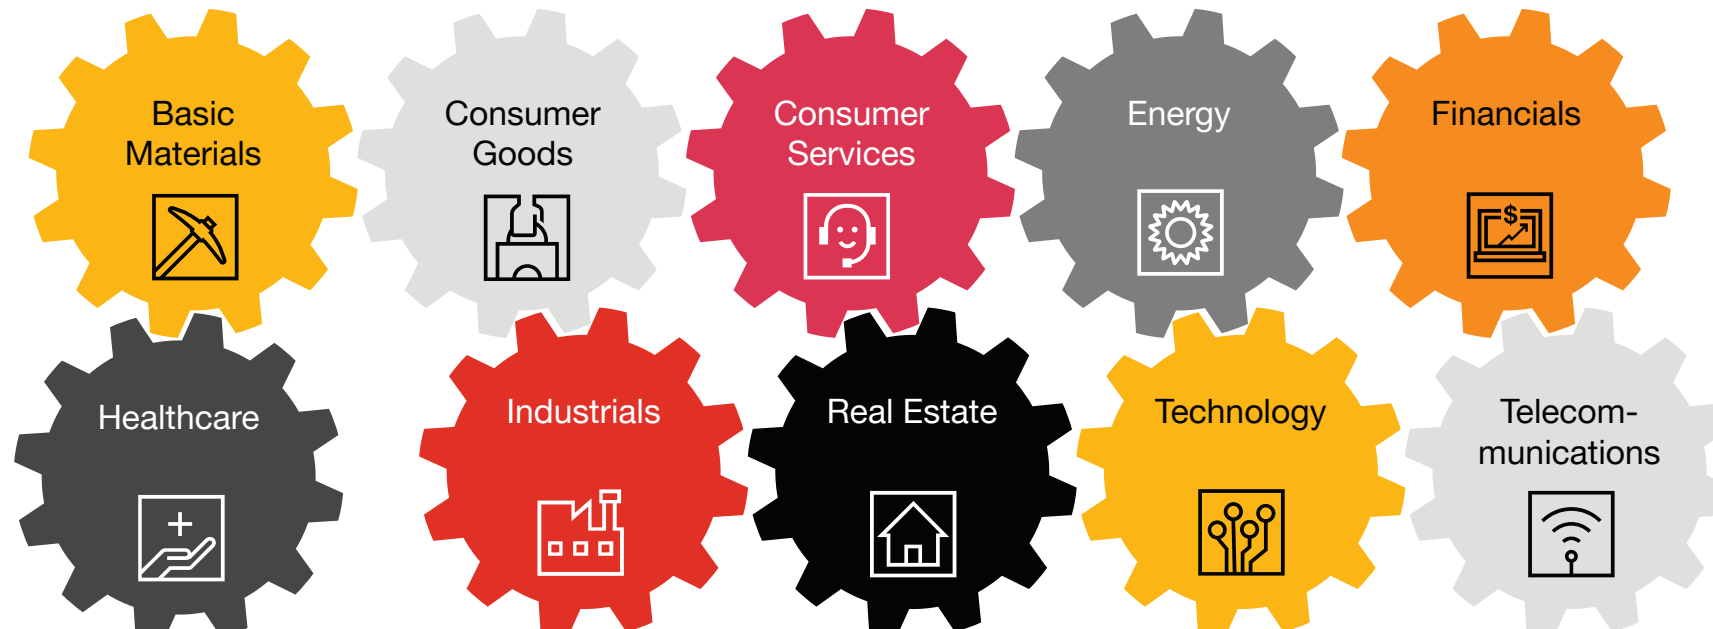 Basic
Materials
Consumer
Goods
Consumer
Services
Energy
Financials
$
Healthcare
Industrials
Real Estate
Technology
Telecom-
munications